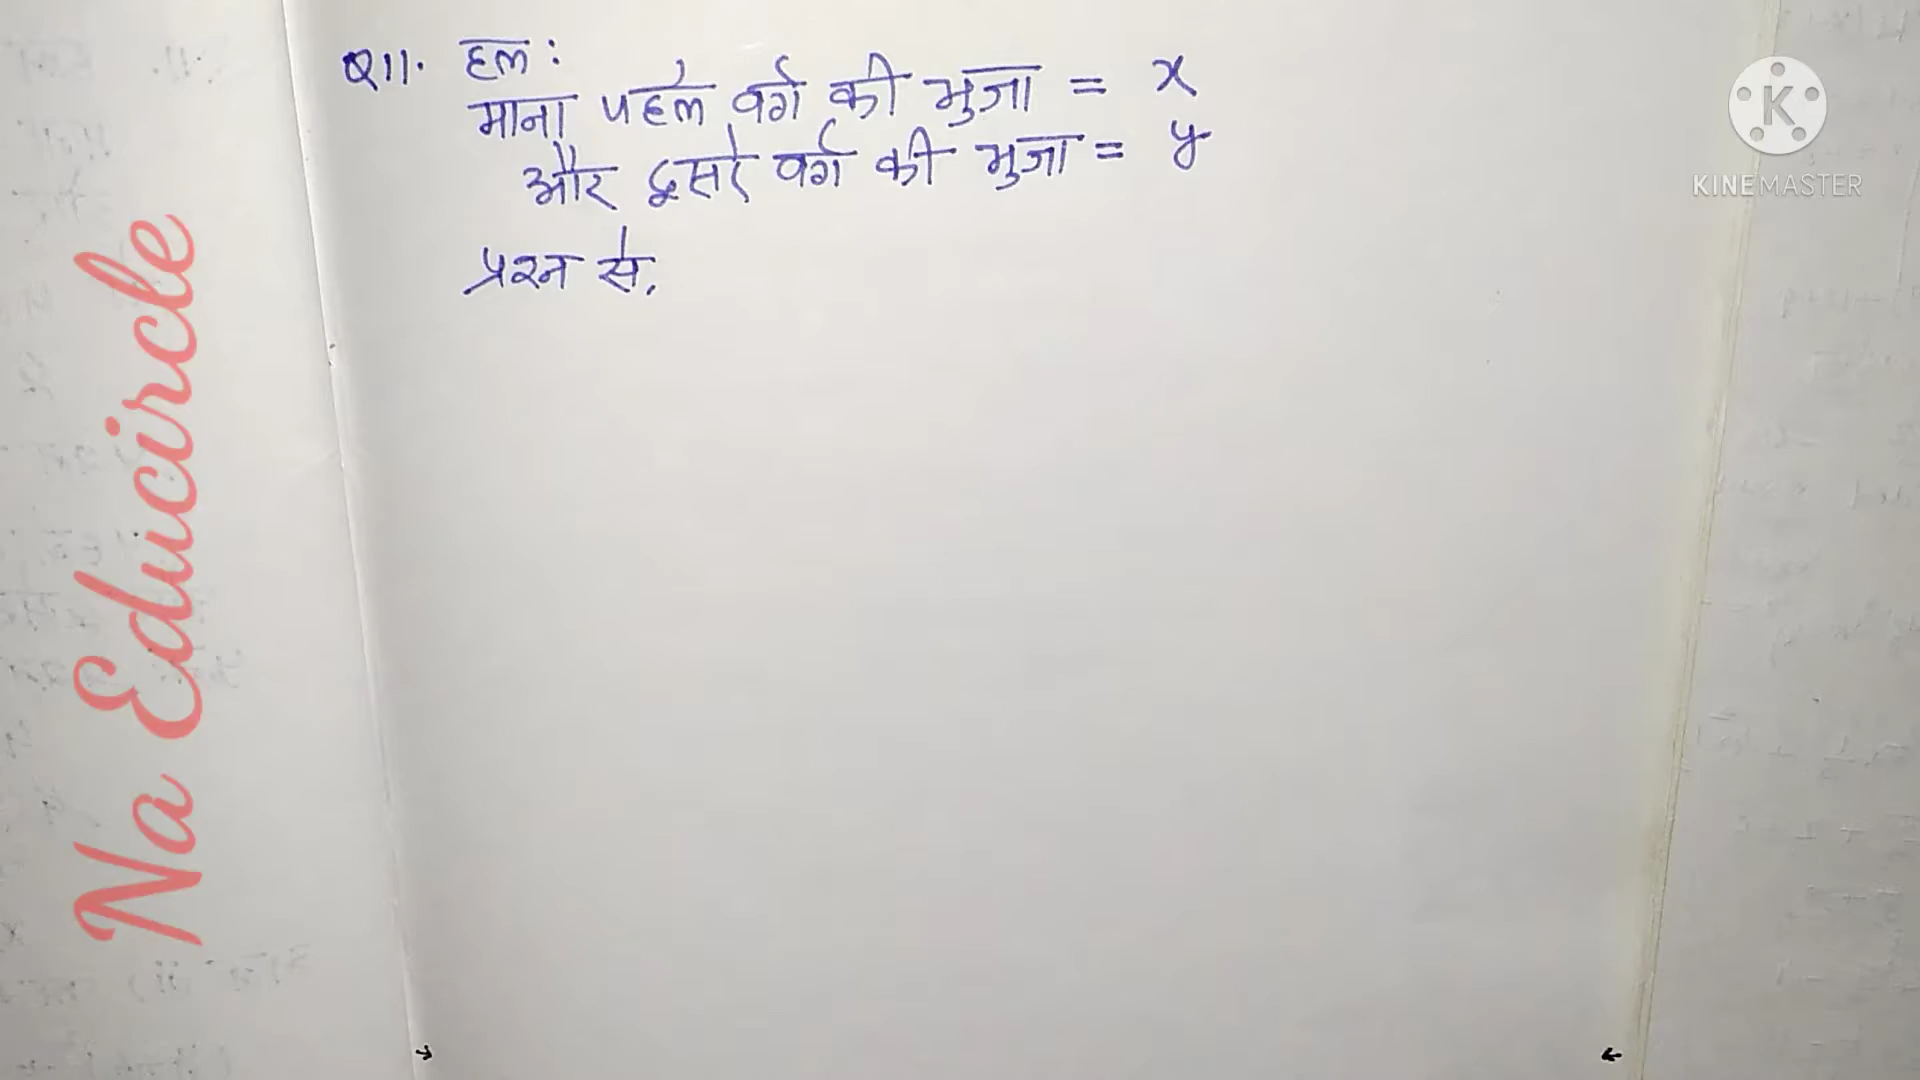 Q11. हल:
माना पहले वर्ग की भुजा = x
और दूसरे वर्ग की भुजा = y
प्रश्न से,
Na Educircle
K
KINEMASTER